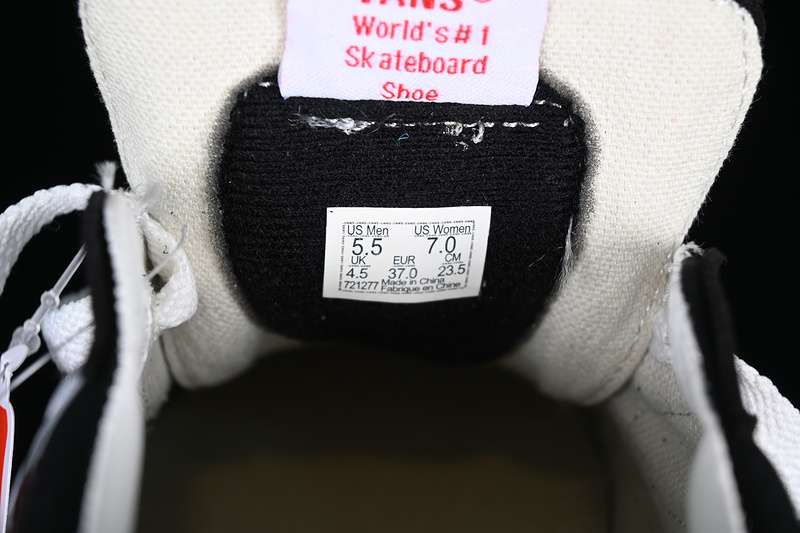 VANS®
World's #1
Skateboard
Shoe
US Men US Women
5.5 7.0
UK EUR CM
4.5 37.0 23.5
721277 Made in China
Fabriqué en Chine